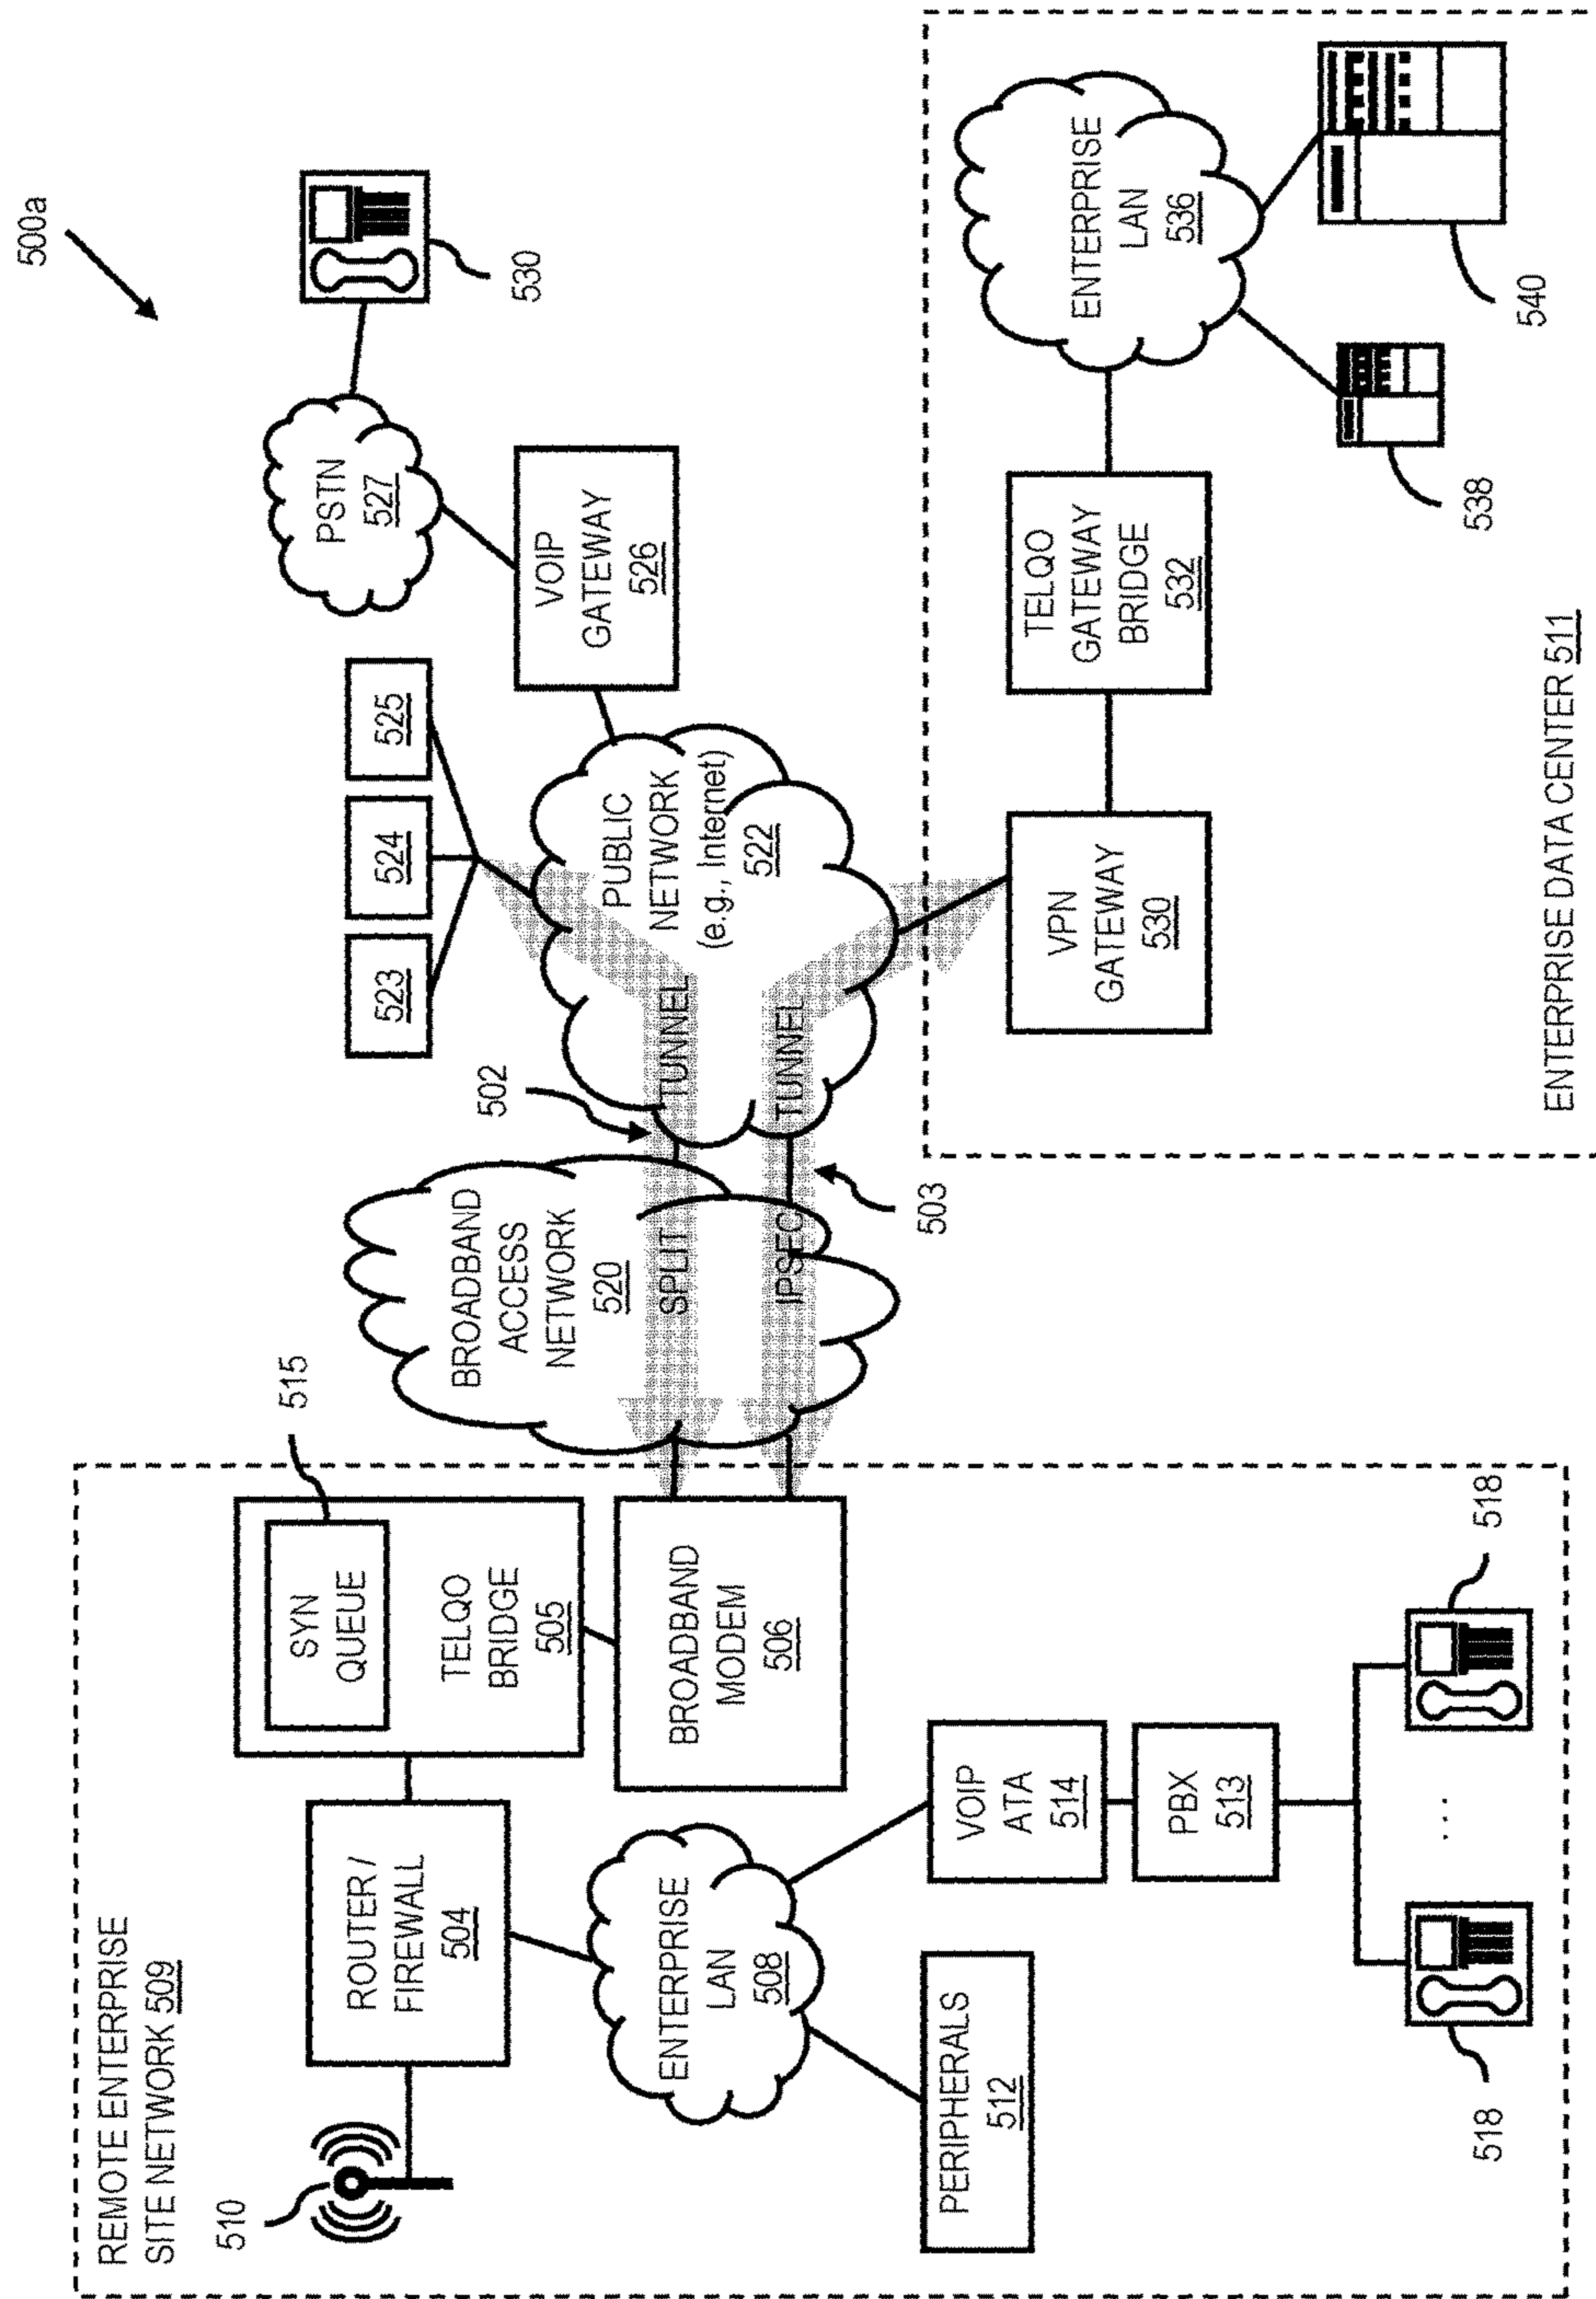 500a
REMOTE ENTERPRISE
SITE NETWORK 509
510
ROUTER /
FIREWALL
504
SYN
QUEUE
515
TELQO
BRIDGE
505
BROADBAND
MODEM
506
ENTERPRISE
LAN
508
PERIPHERALS
512
VOIP
ATA
514
PBX
513
518
. . .
518
BROADBAND
ACCESS
NETWORK
520
502
SPLIT TUNNEL
IPSEC TUNNEL
503
PUBLIC
NETWORK
(e.g., Internet)
522
523
524
525
VOIP
GATEWAY
526
PSTN
527
530
VPN
GATEWAY
530
TELQO
GATEWAY
BRIDGE
532
ENTERPRISE
LAN
536
538
540
ENTERPRISE DATA CENTER 511